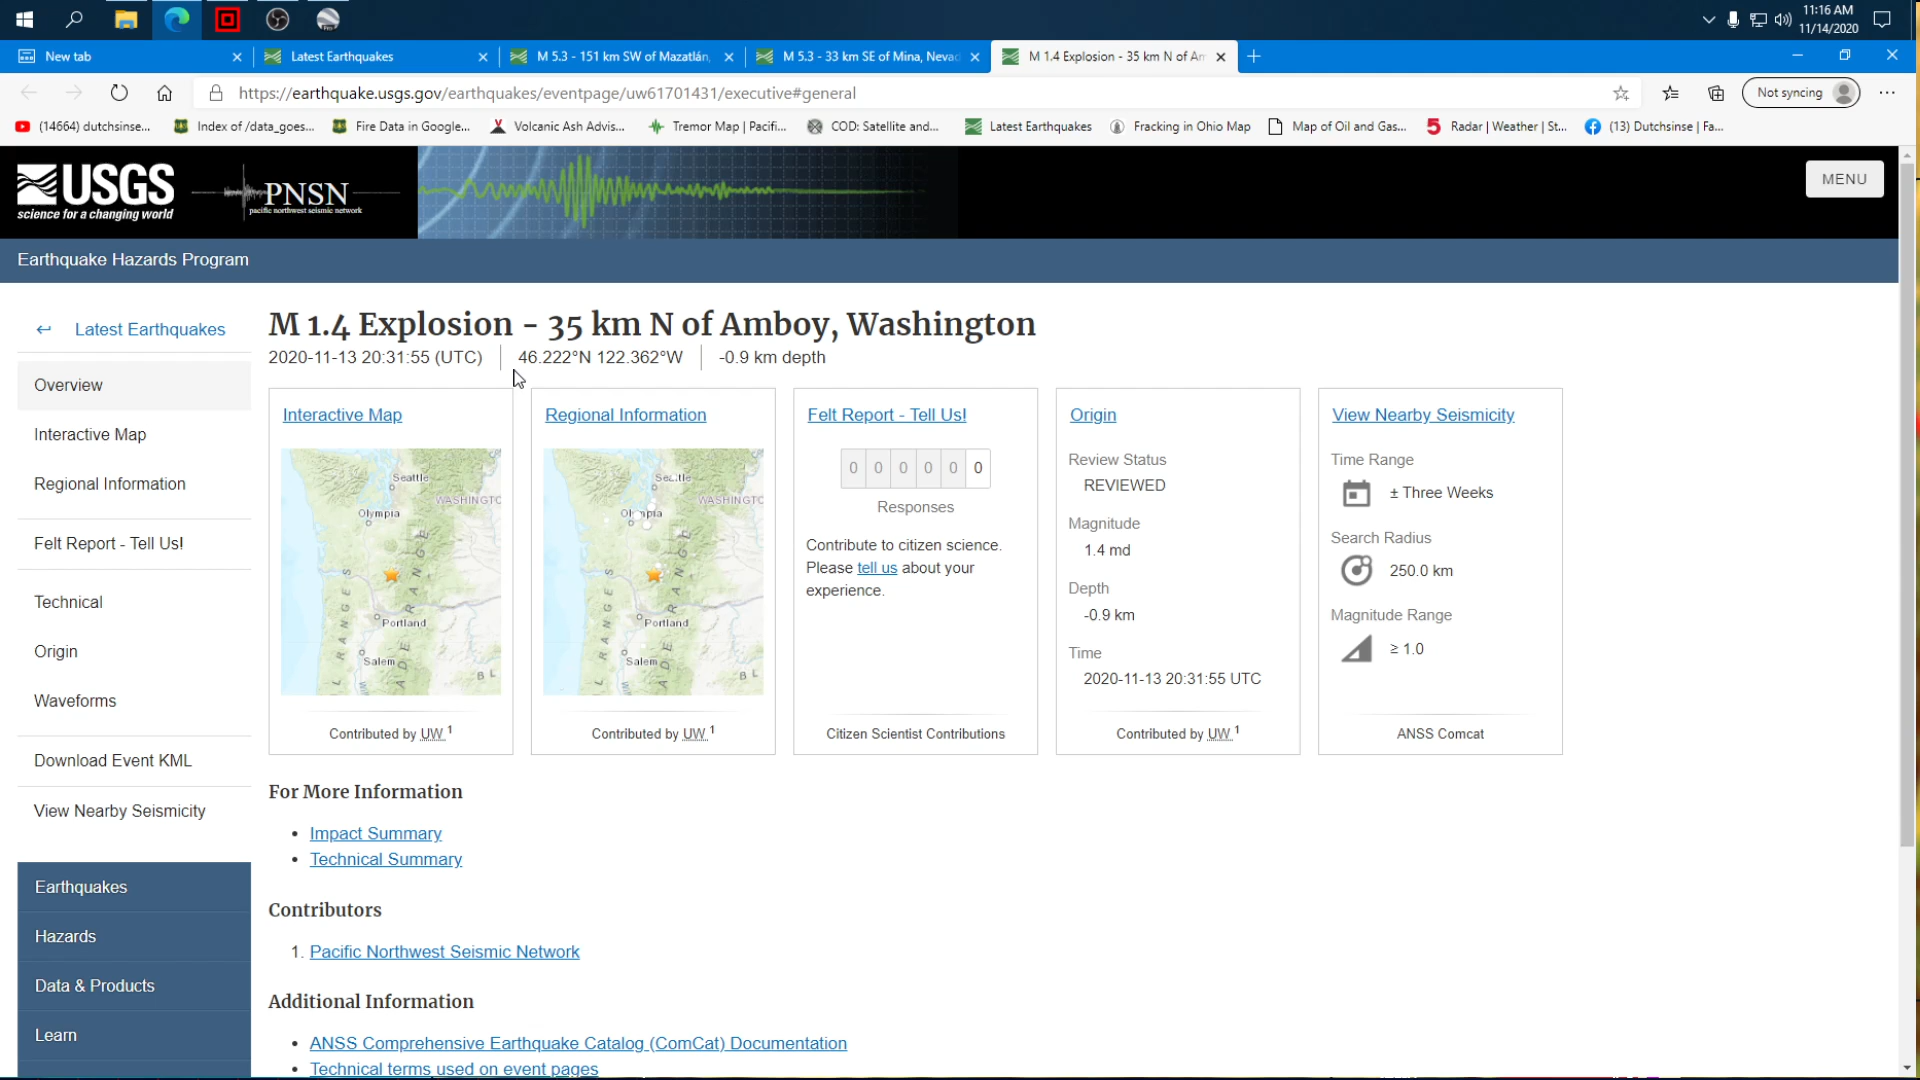 11:16 AM
11/14/2020
New tab
Latest Earthquakes
M 5.3 - 151 km SW of Mazatlán,
M 5.3 - 33 km SE of Mina, Nevad
M 1.4 Explosion - 35 km N of Am
https://earthquake.usgs.gov/earthquakes/eventpage/uw61701431/executive#general
Not syncing
(14664) dutchsinse...
Index of /data_goes...
Fire Data in Google...
Volcanic Ash Advis...
Tremor Map | Pacifi...
COD: Satellite and...
Latest Earthquakes
Fracking in Ohio Map
Map of Oil and Gas...
Radar | Weather | St...
(13) Dutchsinse | Fa...
USGS
science for a changing world
PNSN
pacific northwest seismic network
MENU
Earthquake Hazards Program
Latest Earthquakes
Overview
Interactive Map
Regional Information
Felt Report - Tell Us!
Technical
Origin
Waveforms
Download Event KML
View Nearby Seismicity
Earthquakes
Hazards
Data & Products
Learn
M 1.4 Explosion - 35 km N of Amboy, Washington
2020-11-13 20:31:55 (UTC)
46.222°N 122.362°W
-0.9 km depth
Interactive Map
Seattle
WASHINGTO
Olympia
Portland
Salem
Contributed by UW 1
Regional Information
WASHINGTO
Portland
Salem
Contributed by UW 1
Felt Report - Tell Us!
0 0 0 0 0 0
Responses
Contribute to citizen science.
Please tell us about your
experience.
Citizen Scientist Contributions
Origin
Review Status
REVIEWED
Magnitude
1.4 md
Depth
-0.9 km
Time
2020-11-13 20:31:55 UTC
Contributed by UW 1
View Nearby Seismicity
Time Range
± Three Weeks
Search Radius
250.0 km
Magnitude Range
≥ 1.0
ANSS Comcat
For More Information
• Impact Summary
• Technical Summary
Contributors
1. Pacific Northwest Seismic Network
Additional Information
• ANSS Comprehensive Earthquake Catalog (ComCat) Documentation
• Technical terms used on event pages